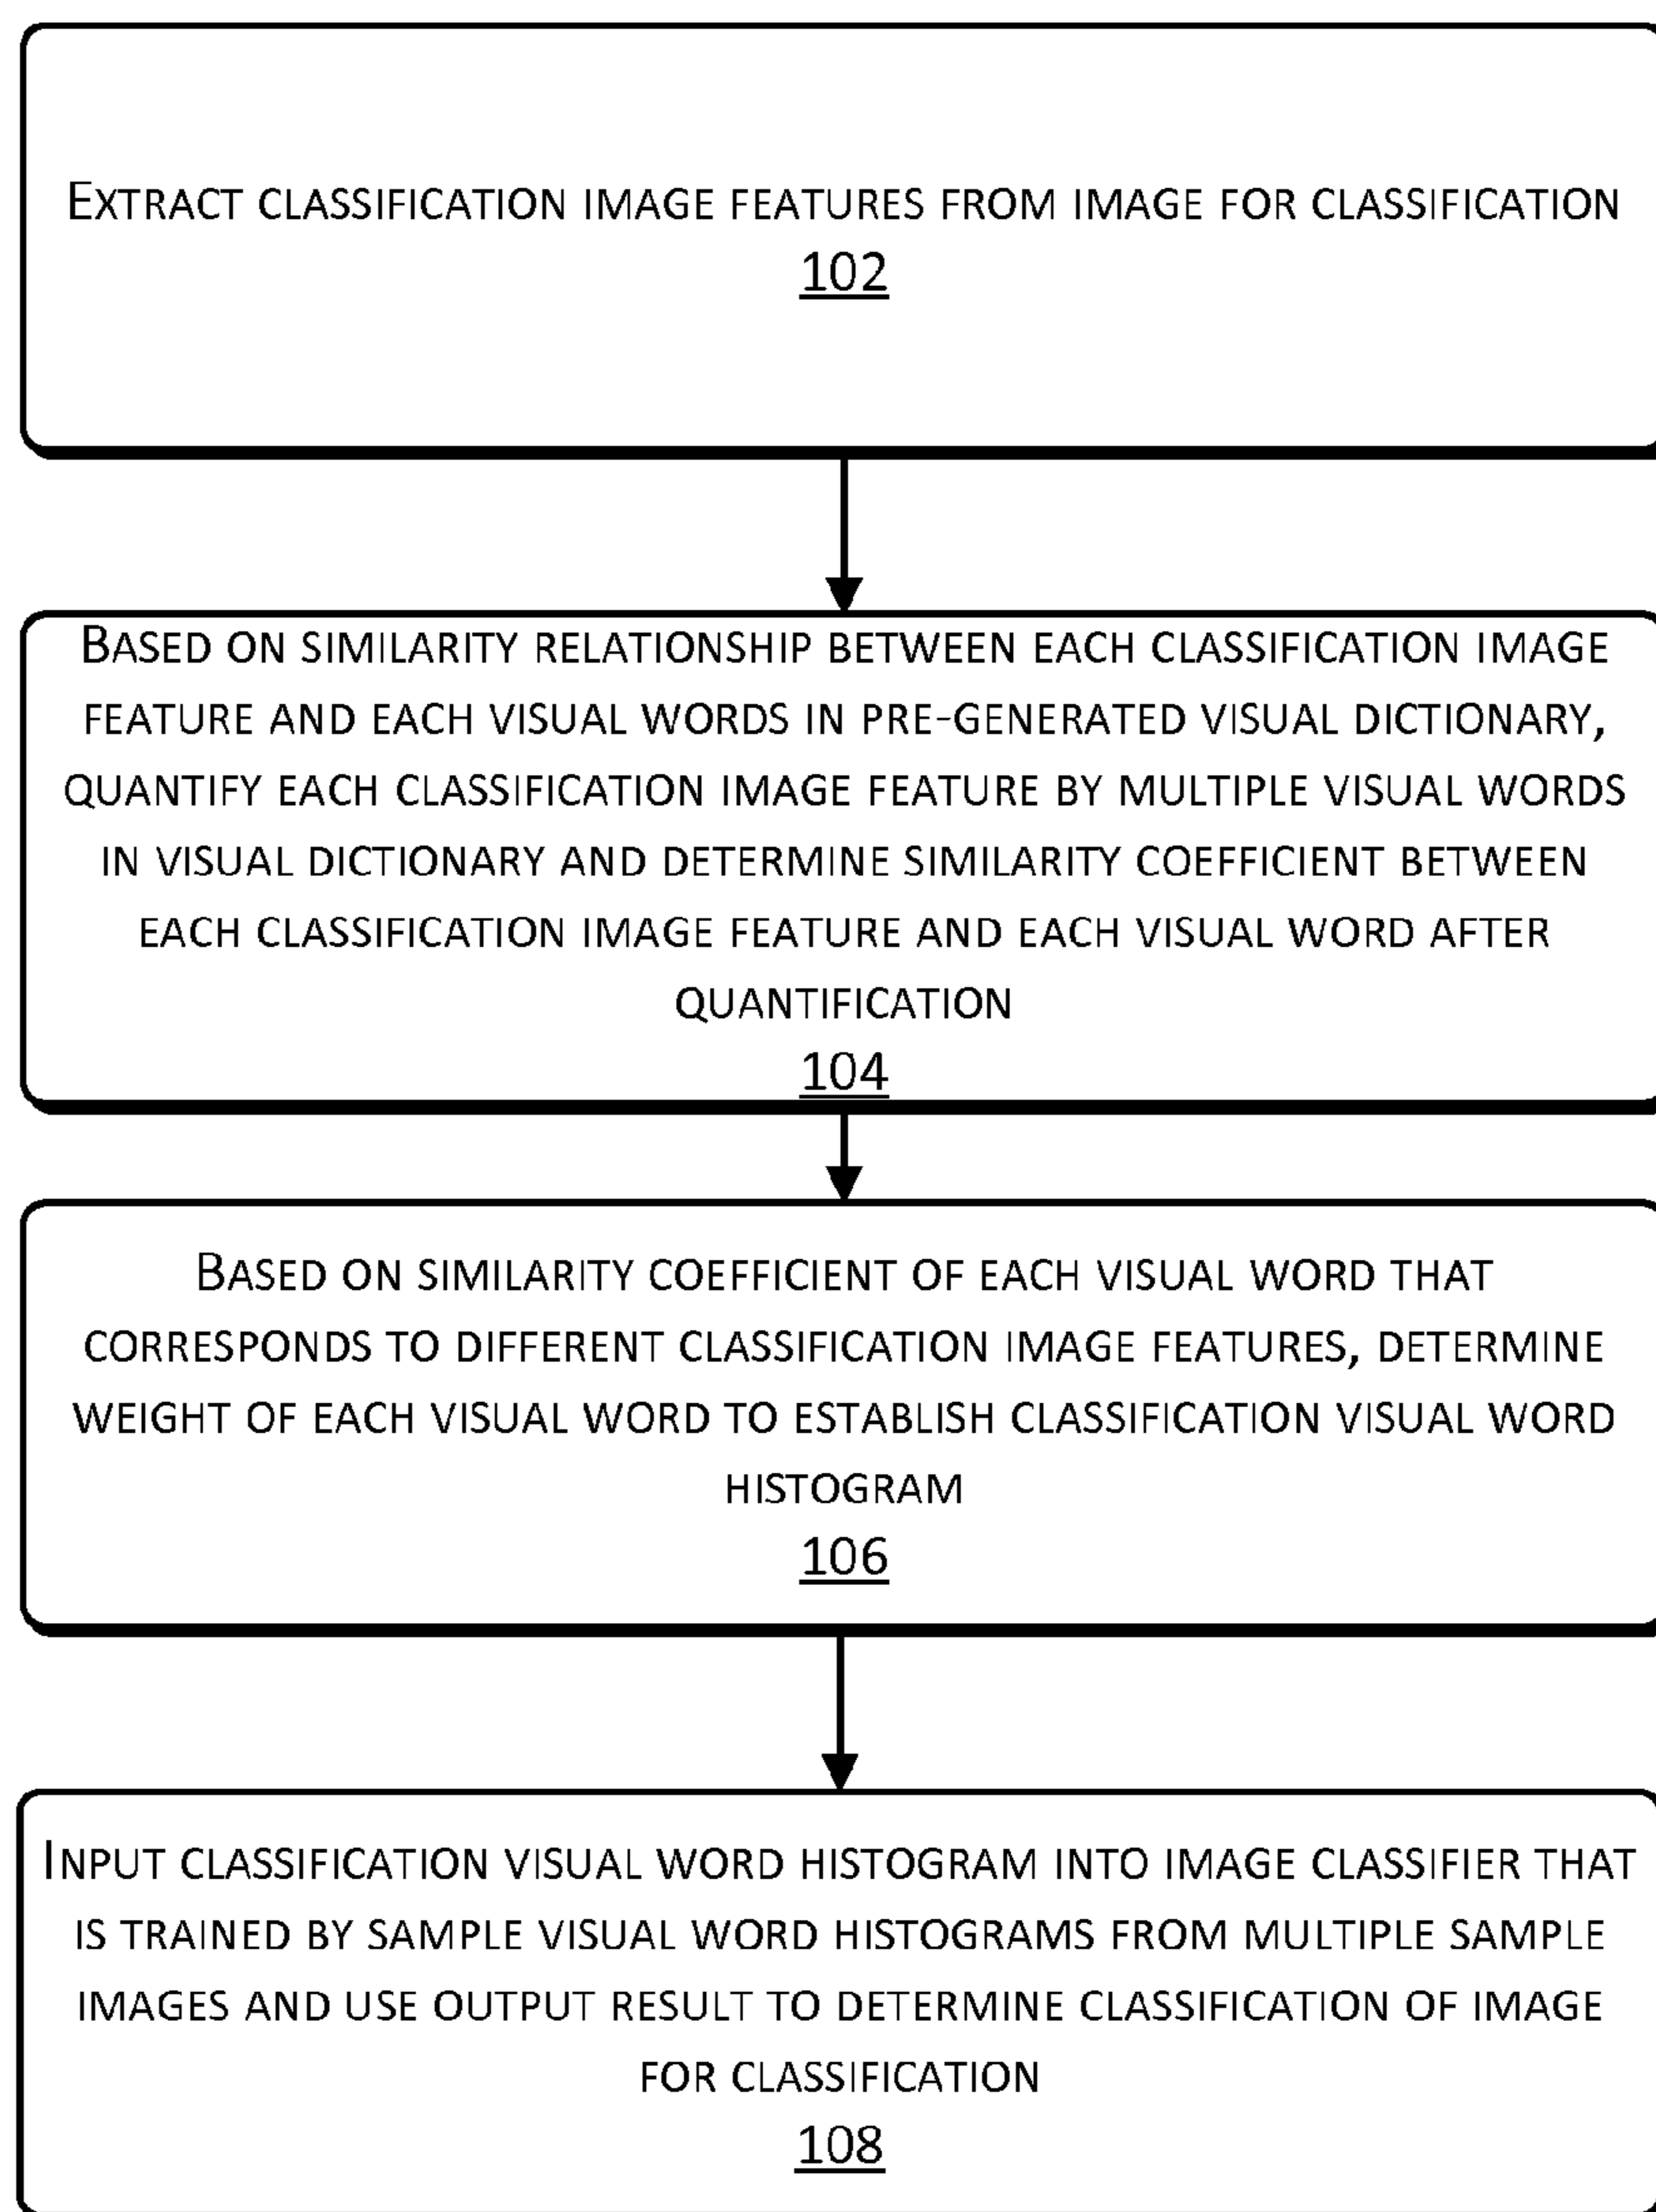 EXTRACT CLASSIFICATION IMAGE FEATURES FROM IMAGE FOR CLASSIFICATION
102
BASED ON SIMILARITY RELATIONSHIP BETWEEN EACH CLASSIFICATION IMAGE
FEATURE AND EACH VISUAL WORDS IN PRE-GENERATED VISUAL DICTIONARY,
QUANTIFY EACH CLASSIFICATION IMAGE FEATURE BY MULTIPLE VISUAL WORDS
IN VISUAL DICTIONARY AND DETERMINE SIMILARITY COEFFICIENT BETWEEN
EACH CLASSIFICATION IMAGE FEATURE AND EACH VISUAL WORD AFTER
QUANTIFICATION
104
BASED ON SIMILARITY COEFFICIENT OF EACH VISUAL WORD THAT
CORRESPONDS TO DIFFERENT CLASSIFICATION IMAGE FEATURES, DETERMINE
WEIGHT OF EACH VISUAL WORD TO ESTABLISH CLASSIFICATION VISUAL WORD
HISTOGRAM
106
INPUT CLASSIFICATION VISUAL WORD HISTOGRAM INTO IMAGE CLASSIFIER THAT
IS TRAINED BY SAMPLE VISUAL WORD HISTOGRAMS FROM MULTIPLE SAMPLE
IMAGES AND USE OUTPUT RESULT TO DETERMINE CLASSIFICATION OF IMAGE
FOR CLASSIFICATION
108